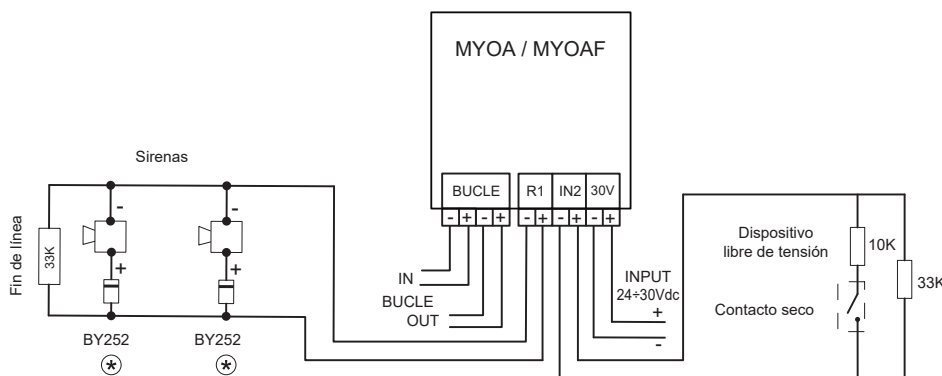 MYOA / MYOAF
Sirenas
BUCLE R1 IN2 30V
- + - + - + - + - +
- -
Fin de línea
33K
+ +
IN
BUCLE
OUT
INPUT
24÷30Vdc
+
-
Dispositivo
libre de tensión
10K
33K
Contacto seco
BY252 BY252
* *